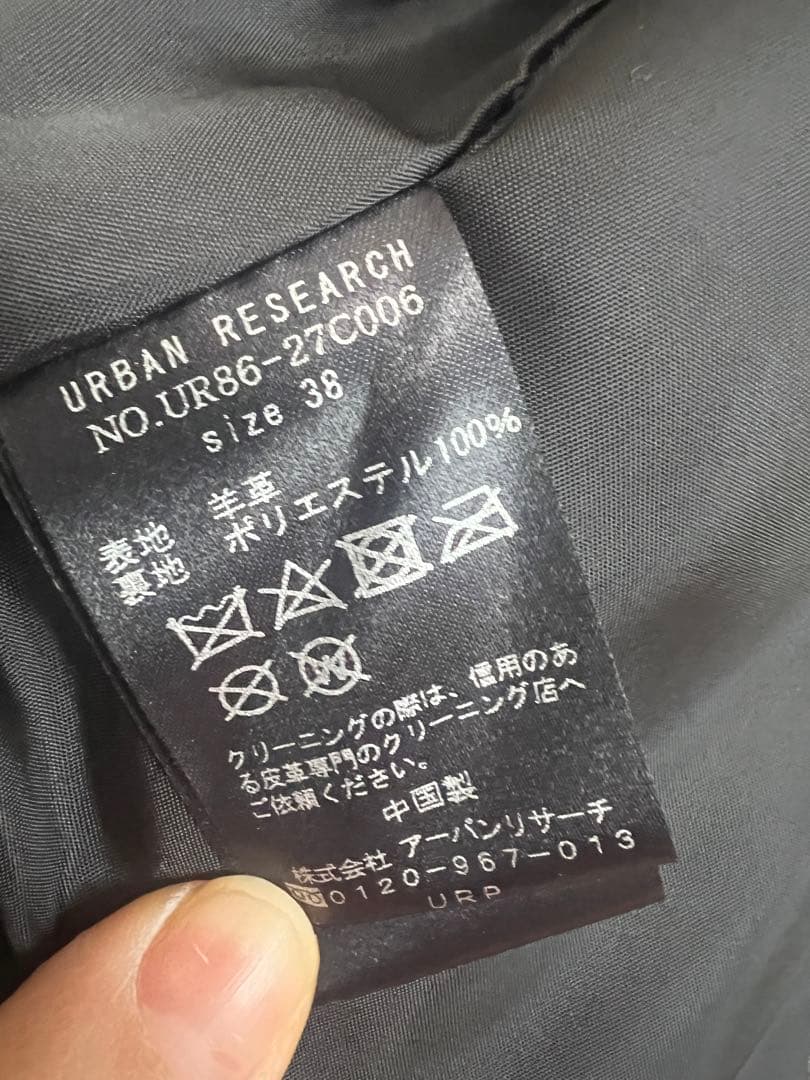 URBAN RESEARCH
NO.UR86-27C006
size 38
表地 羊革
裏地 ポリエステル100%
クリーニングの際は、信用のあ
る皮革専門のクリーニング店へ
ご依頼ください。
中国製
株式会社 アーバンリサーチ
0120-967-013
URP